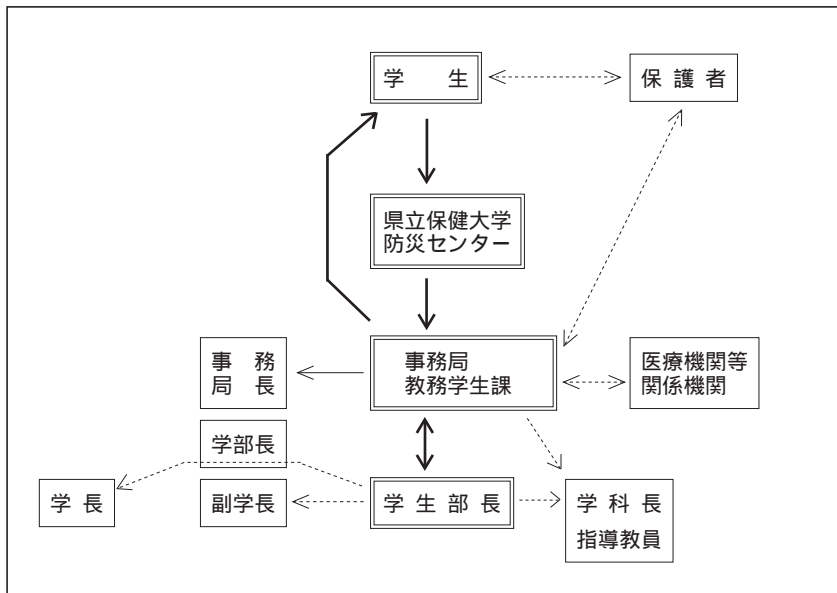 学　生
保 護 者
県立保健大学
防災センター
事　務
局　長
事務局
教務学生課
医療機関等
関係機関
学部長
学 長
副学長
学 生 部 長
学 科 長
指導教員